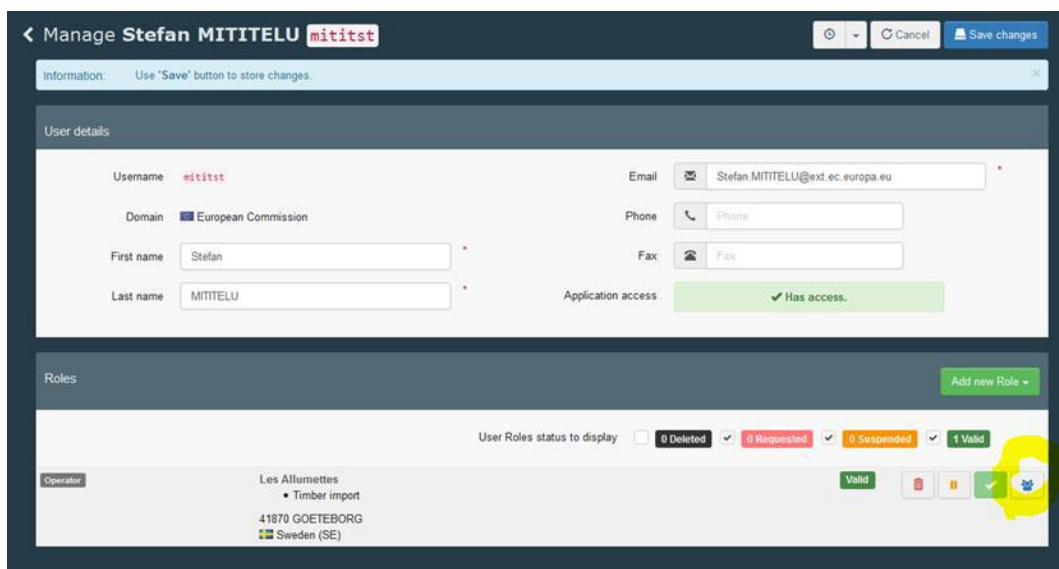 Manage Stefan MITITELU mititst
Cancel
Save changes
Information: Use 'Save' button to store changes.
User details
Username mititst
Email Stefan.MITITELU@ext.ec.europa.eu *
Domain European Commission
Phone Phone
First name Stefan *
Fax Fax
Last name MITITELU *
Application access Has access.
Roles
Add new Role
User Roles status to display 0 Deleted 0 Requested 0 Suspended 1 Valid
Operator
Les Allumettes
Valid
• Timber import
41870 GOETEBORG
Sweden (SE)